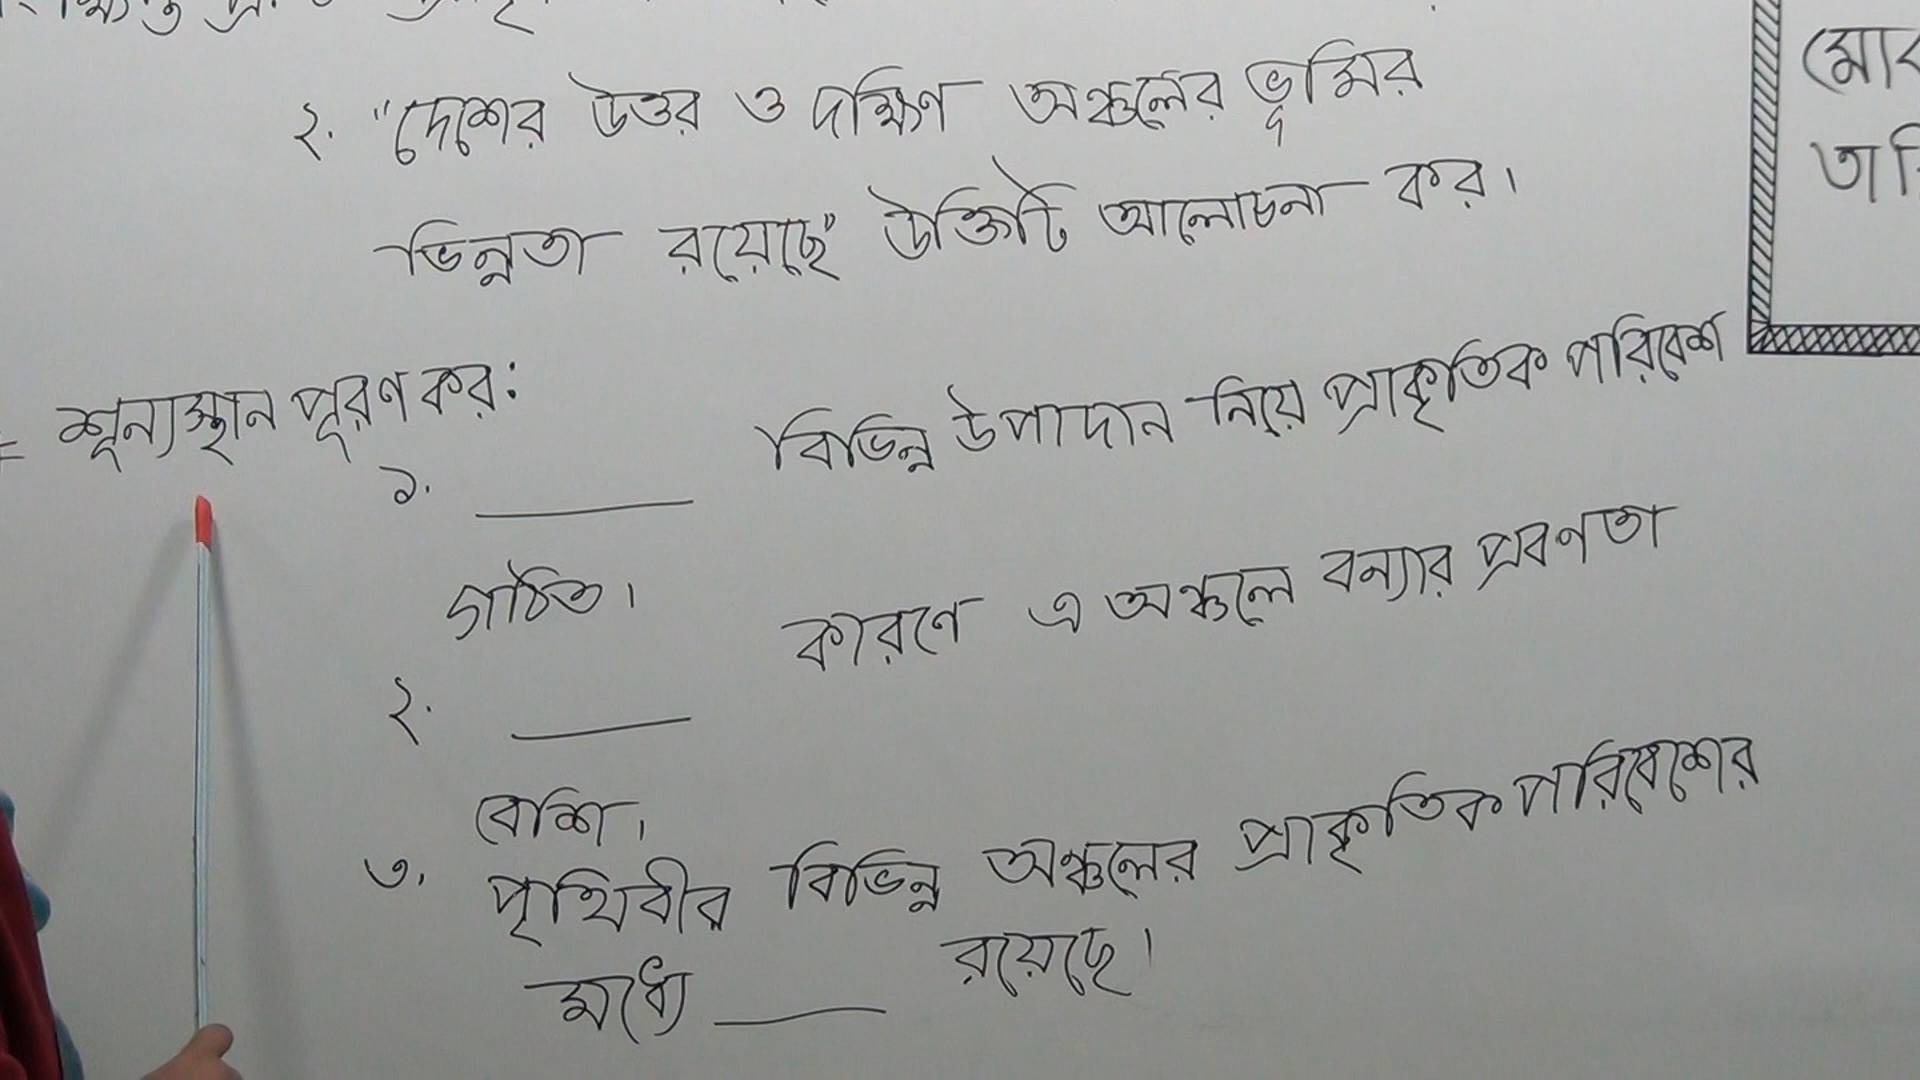 ২. "দেশের উত্তর ও দক্ষিণ অঞ্চলের ভূমির
ভিন্নতা রয়েছে" উক্তিটি আলোচনা কর।
শূন্যস্থান পূরণ কর:
১. ______ বিভিন্ন উপাদান নিয়ে প্রাকৃতিক পরিবেশ
গঠিত।
২. ______ কারণে এ অঞ্চলে বন্যার প্রবণতা
বেশি।
৩. পৃথিবীর বিভিন্ন অঞ্চলের প্রাকৃতিক পরিবেশের
মধ্যে ______ রয়েছে।